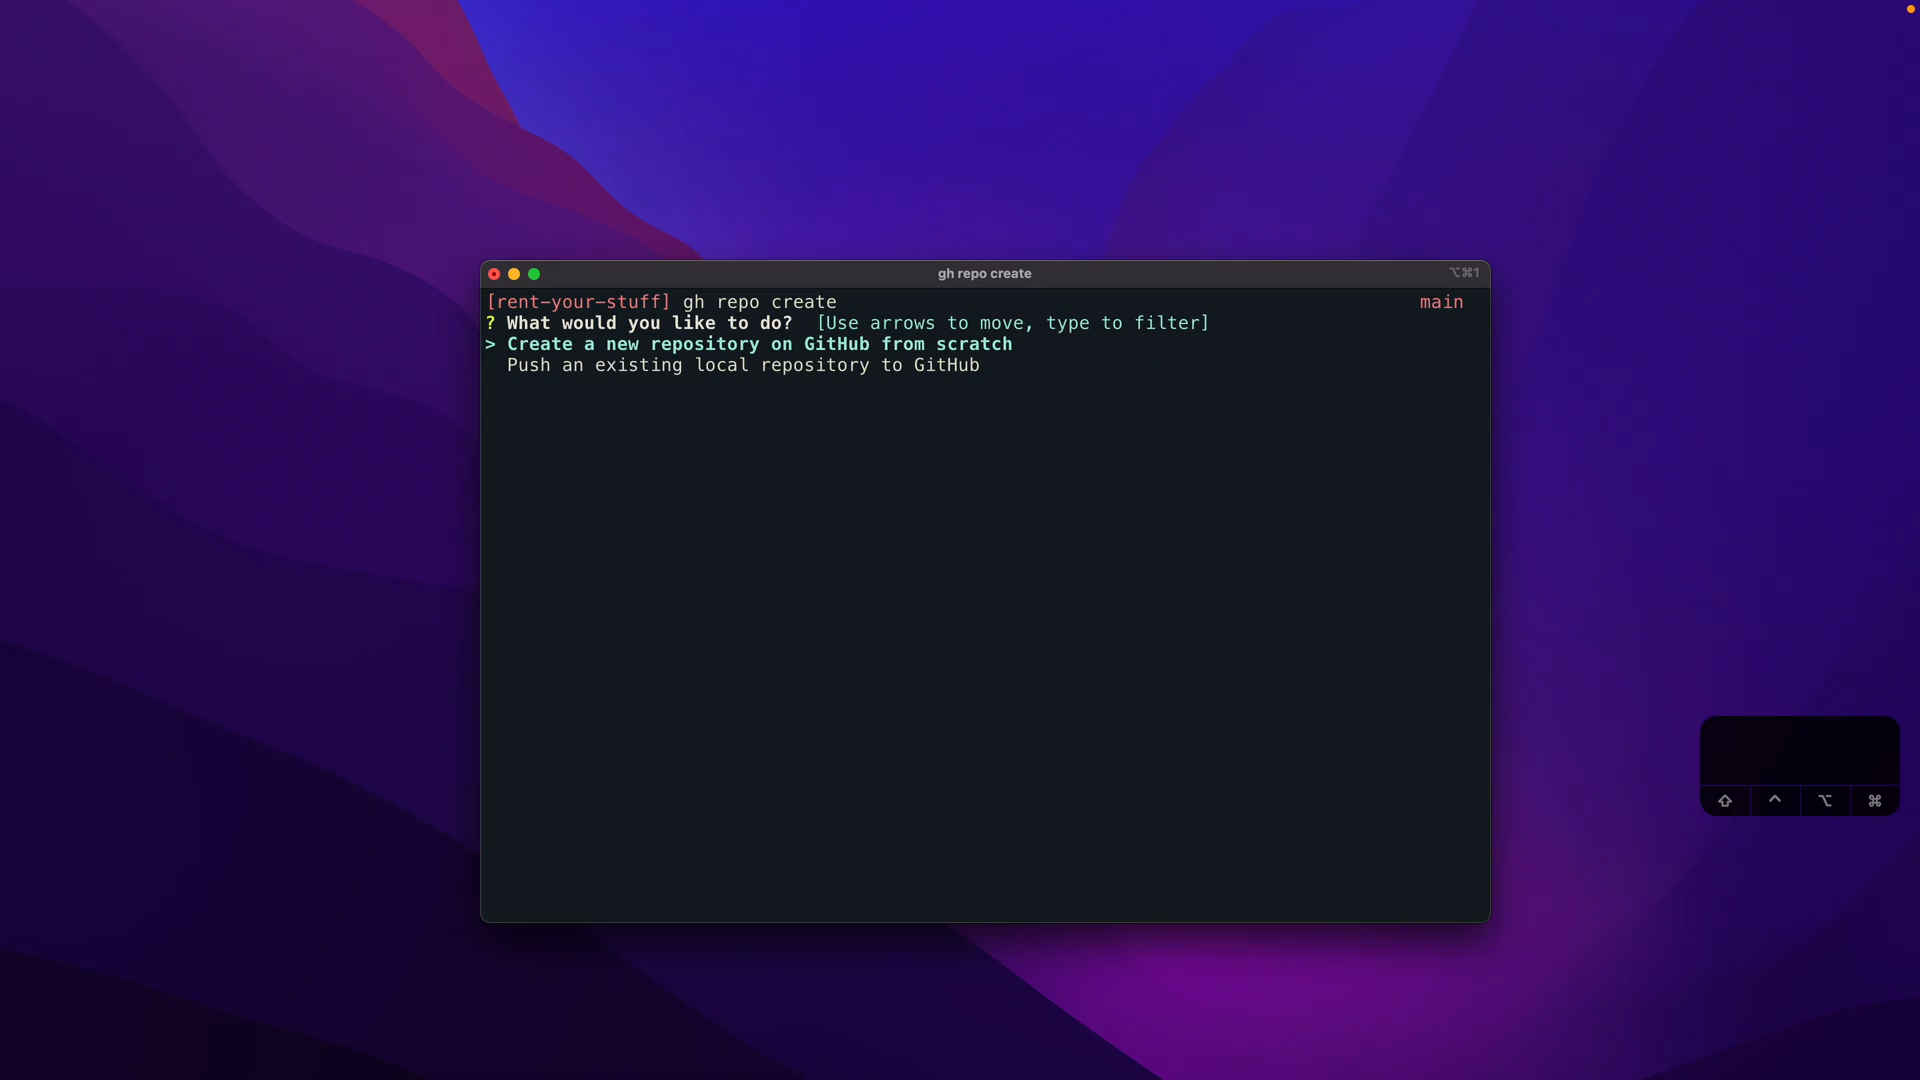 gh repo create
⌥⌘1
[rent-your-stuff] gh repo create main
? What would you like to do? [Use arrows to move, type to filter]
> Create a new repository on GitHub from scratch
Push an existing local repository to GitHub
⇧ ^ ⌥ ⌘